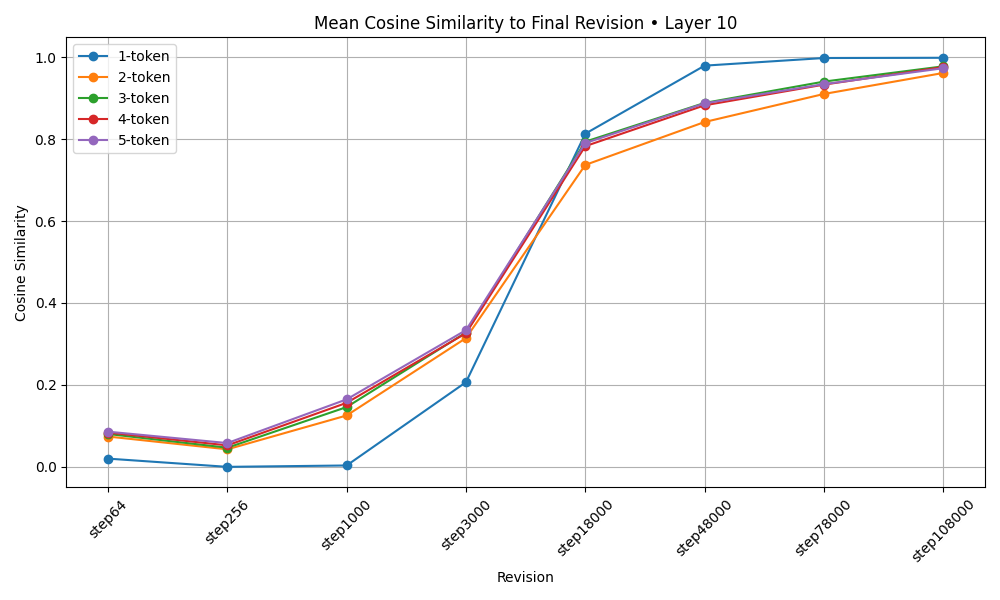 Mean Cosine Similarity to Final Revision • Layer 10
1-token
2-token
3-token
4-token
5-token
Cosine Similarity
1.0
0.8
0.6
0.4
0.2
0.0
step64
step256
step1000
step3000
step18000
step48000
step78000
step108000
Revision